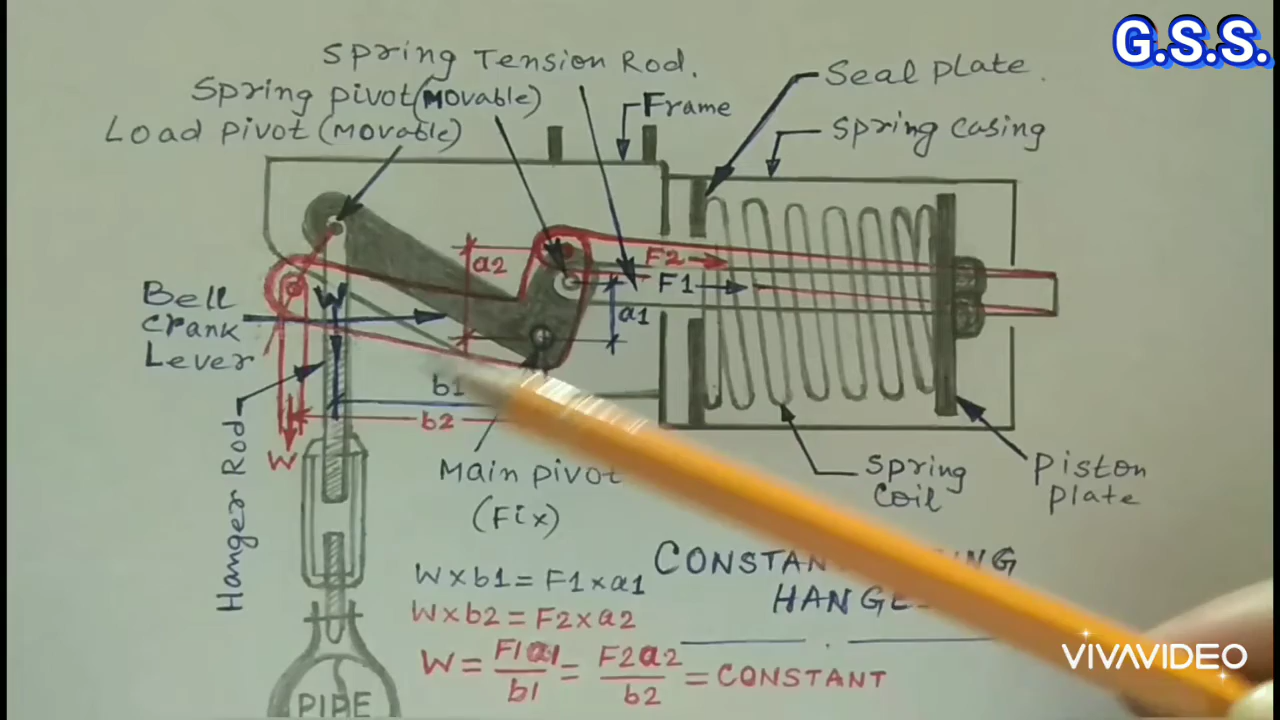 G.S.S.
Spring Tension Rod.
Spring pivot (Movable)
Load pivot (Movable)
Frame
Seal plate.
Spring casing
a2
F2
F1
a1
Bell
crank
Lever
W
b1
b2
W
Hanger Rod
Main pivot
(Fix)
Spring
coil
piston
plate
W x b1 = F1 x a1
W x b2 = F2 x a2
W = F1a1/b1 = F2a2/b2 = CONSTANT
HANGE
PIPE
VIVAVIDEO